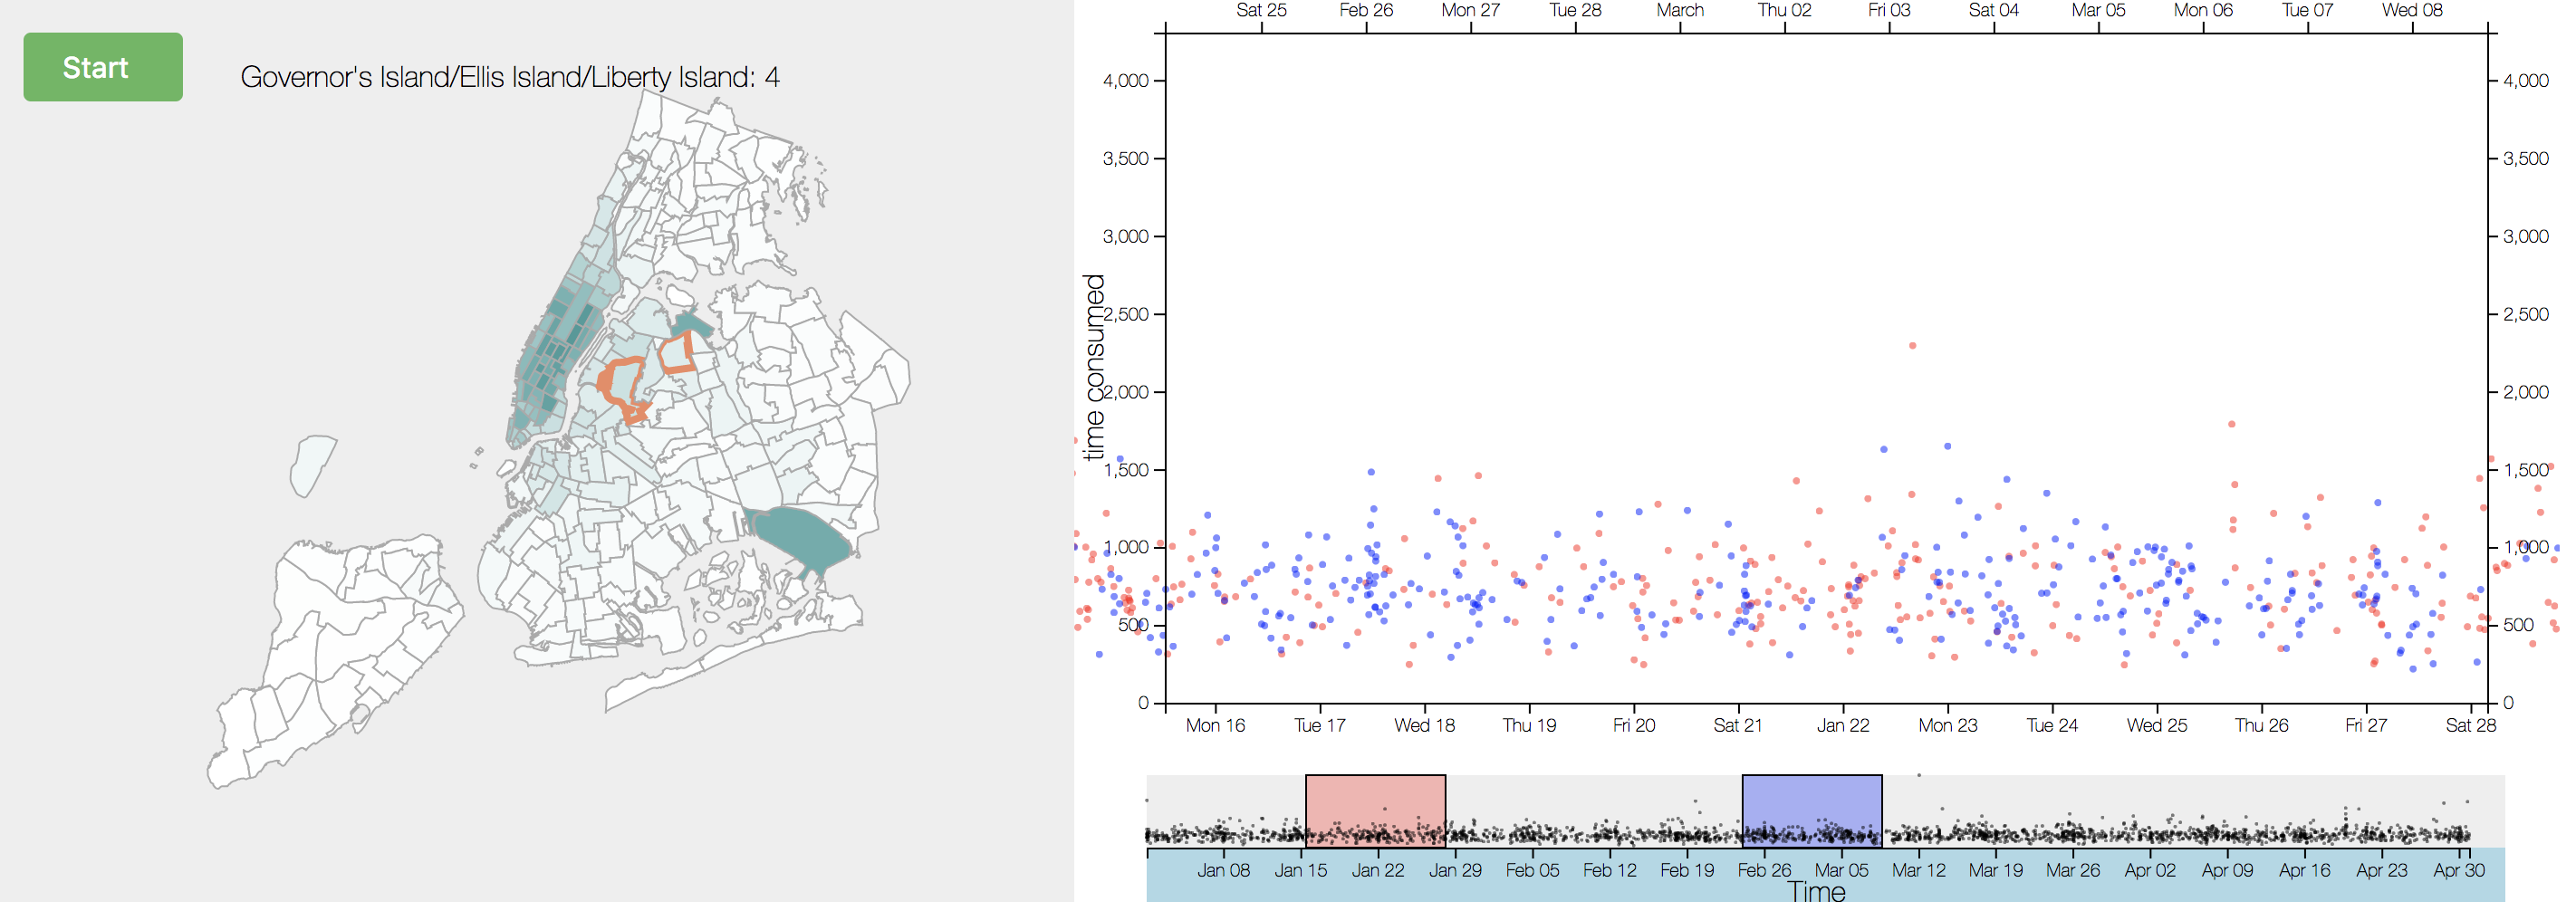 Start
Governor's Island/Ellis Island/Liberty Island: 4
Sat 25 Feb 26 Mon 27 Tue 28 March Thu 02 Fri 03 Sat 04 Mar 05 Mon 06 Tue 07 Wed 08
4,000 4,000
3,500 3,500
3,000 3,000
2,500 2,500
2,000 2,000
1,500 1,500
1,000 1,000
500 500
0 0
time consumed
Mon 16 Tue 17 Wed 18 Thu 19 Fri 20 Sat 21 Jan 22 Mon 23 Tue 24 Wed 25 Thu 26 Fri 27 Sat 28
Jan 08 Jan 15 Jan 22 Jan 29 Feb 05 Feb 12 Feb 19 Feb 26 Mar 05 Mar 12 Mar 19 Mar 26 Apr 02 Apr 09 Apr 16 Apr 23 Apr 30
Time